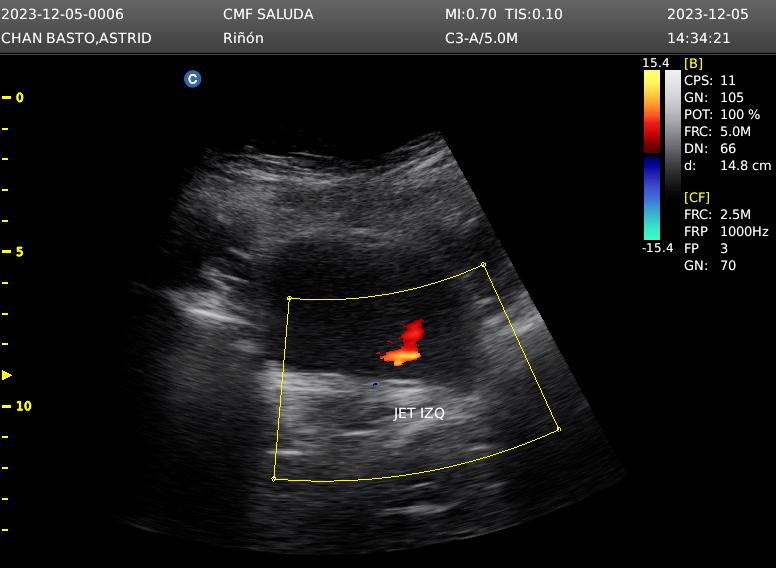 2023-12-05-0006 CMF SALUDA MI:0.70 TIS:0.10 2023-12-05
CHAN BASTO,ASTRID Riñón C3-A/5.0M 14:34:21
C
15.4 [B]
CPS: 11
GN: 105
POT: 100 %
FRC: 5.0M
DN: 66
d: 14.8 cm
[CF]
FRC: 2.5M
FRP 1000Hz
-15.4 FP 3
GN: 70
0
5
10
JET IZQ